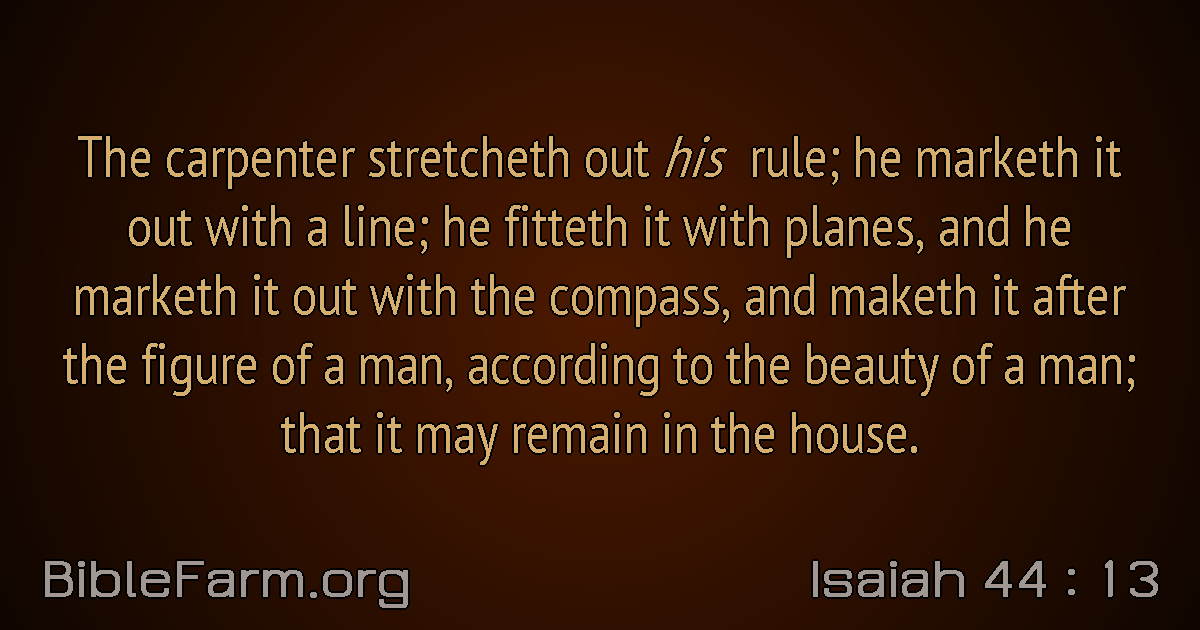 The carpenter stretcheth out his rule; he marketh it
out with a line; he fitteth it with planes, and he
marketh it out with the compass, and maketh it after
the figure of a man, according to the beauty of a man;
that it may remain in the house.
BibleFarm.org
Isaiah 44 : 13